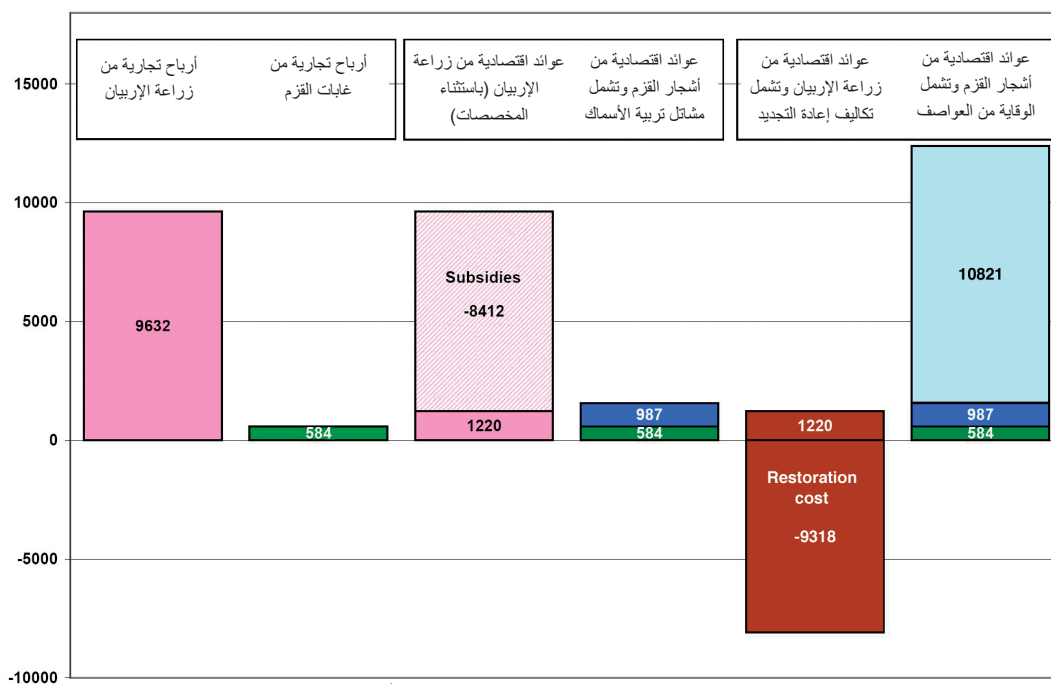 أرباح تجارية من
زراعة الإربيان
أرباح تجارية من
غابات القزم
عوائد اقتصادية من زراعة
الإربيان (باستثناء
المخصصات)
عوائد اقتصادية من
أشجار القزم وتشمل
مشاتل تربية الأسماك
عوائد اقتصادية من
زراعة الإربيان وتشمل
تكاليف إعادة التجديد
عوائد اقتصادية من
أشجار القزم وتشمل
الوقاية من العواصف
15000
10000
5000
0
-5000
-10000
9632
584
Subsidies
-8412
1220
987
584
1220
Restoration
cost
-9318
10821
987
584